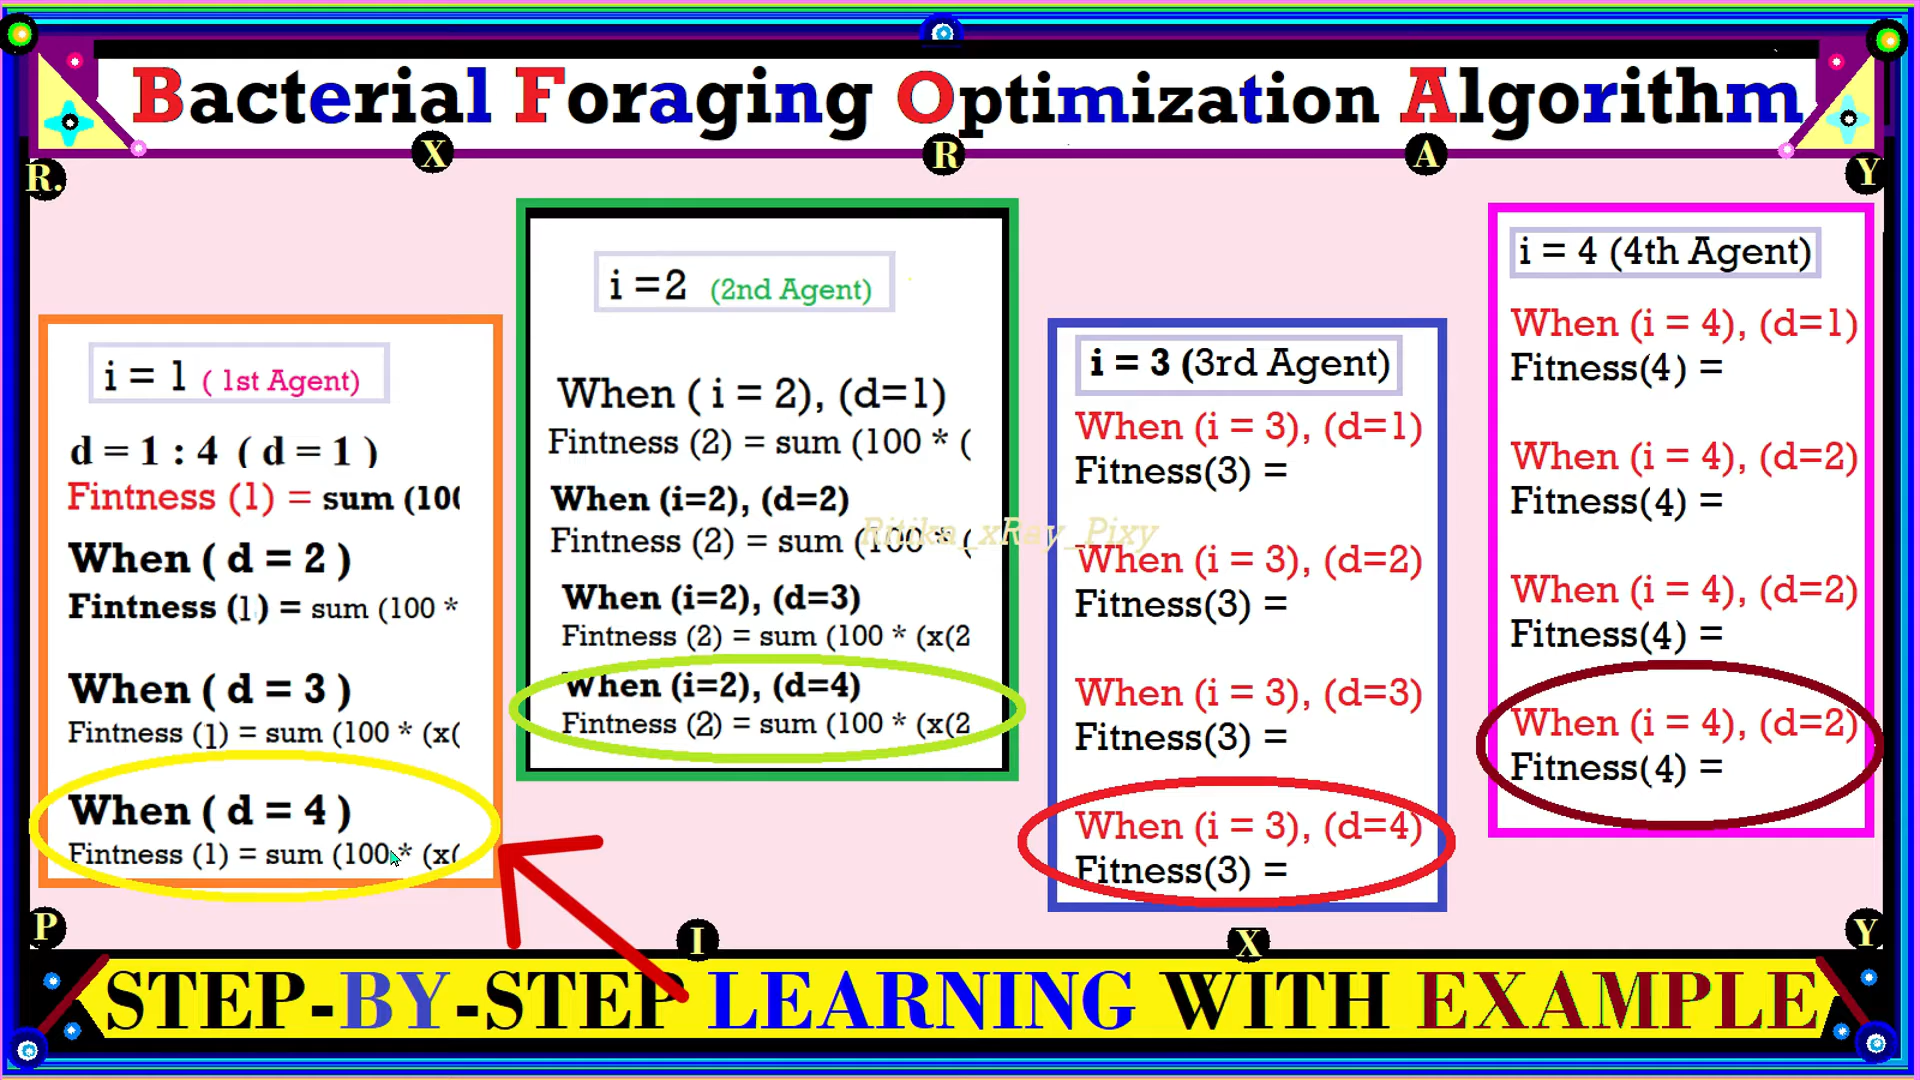 Bacterial Foraging Optimization Algorithm
R. X R A Y
i = 1 ( 1st Agent)
d = 1 : 4 ( d = 1 )
Fintness (1) = sum (100
When ( d = 2 )
Fintness (1) = sum (100 *
When ( d = 3 )
Fintness (1) = sum (100 * (x(
When ( d = 4 )
Fintness (1) = sum (100 * (x(
i =2 (2nd Agent)
When ( i = 2), (d=1)
Fintness (2) = sum (100 * (
When (i=2), (d=2)
Fintness (2) = sum (100 * (
When (i=2), (d=3)
Fintness (2) = sum (100 * (x(2
When (i=2), (d=4)
Fintness (2) = sum (100 * (x(2
Ritika_xRay_Pixy
i = 3 (3rd Agent)
When (i = 3), (d=1)
Fitness(3) =
When (i = 3), (d=2)
Fitness(3) =
When (i = 3), (d=3)
Fitness(3) =
When (i = 3), (d=4)
Fitness(3) =
i = 4 (4th Agent)
When (i = 4), (d=1)
Fitness(4) =
When (i = 4), (d=2)
Fitness(4) =
When (i = 4), (d=2)
Fitness(4) =
When (i = 4), (d=2)
Fitness(4) =
P I X Y
STEP-BY-STEP LEARNING WITH EXAMPLE